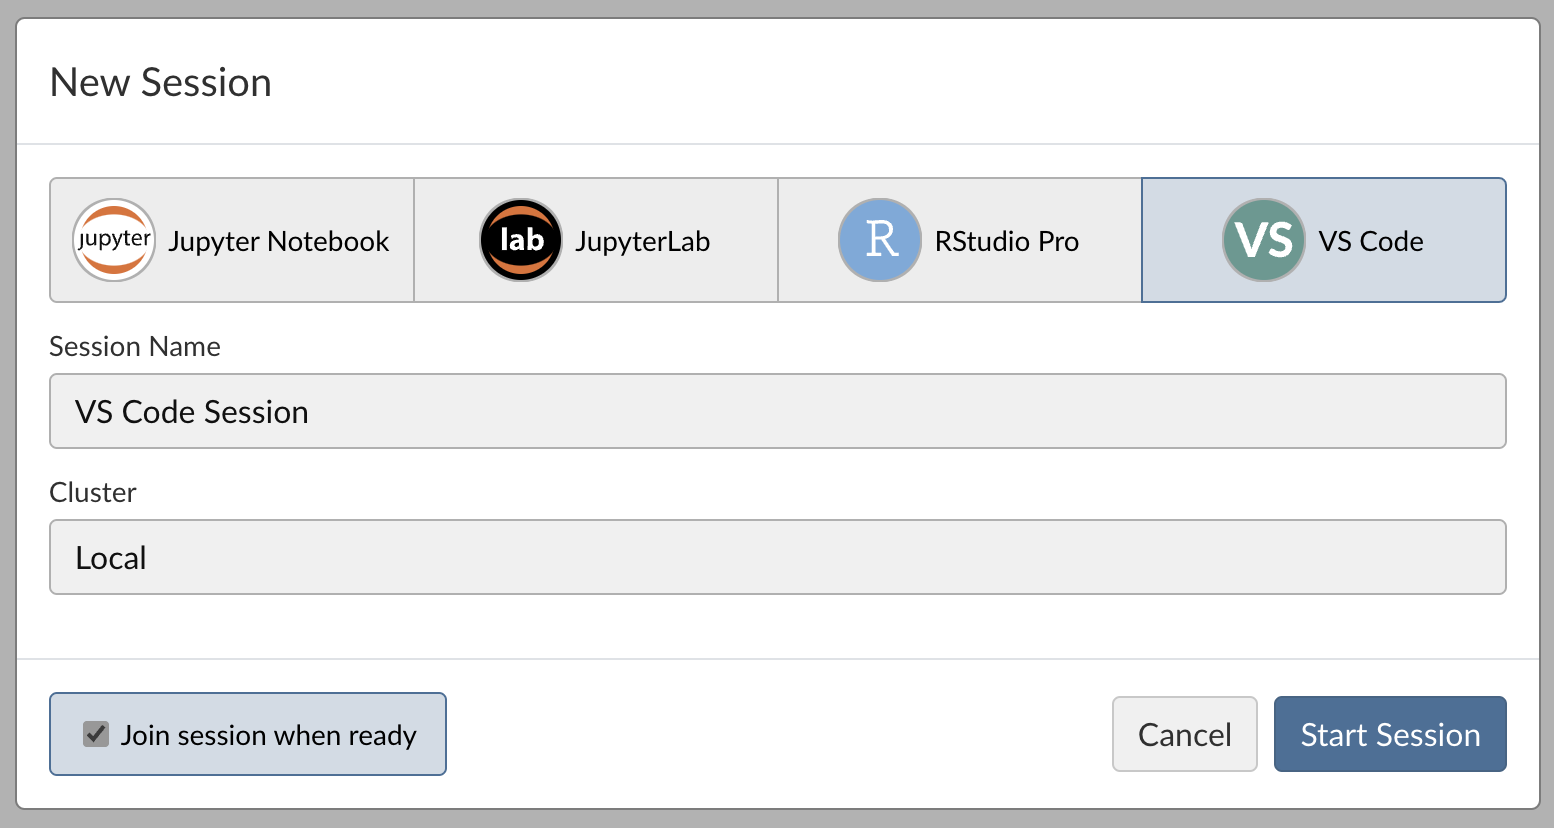 New Session
jupyter Jupyter Notebook
lab JupyterLab
R RStudio Pro
VS VS Code
Session Name
VS Code Session
Cluster
Local
Join session when ready
Cancel
Start Session